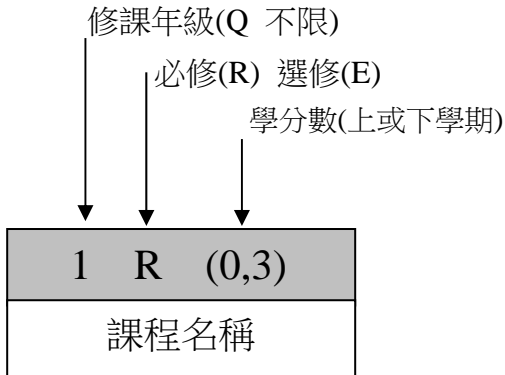 修課年級(Q 不限)
必修(R) 選修(E)
學分數(上或下學期)
1 R (0,3)
課程名稱